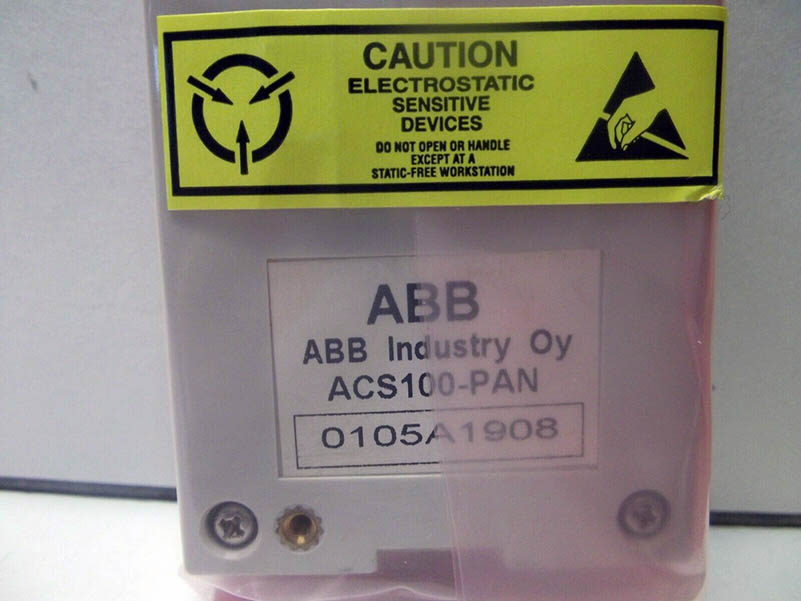 CAUTION
ELECTROSTATIC
SENSITIVE
DEVICES
DO NOT OPEN OR HANDLE
EXCEPT AT A
STATIC-FREE WORKSTATION
ABB
ABB Industry Oy
ACS100-PAN
0105A1908